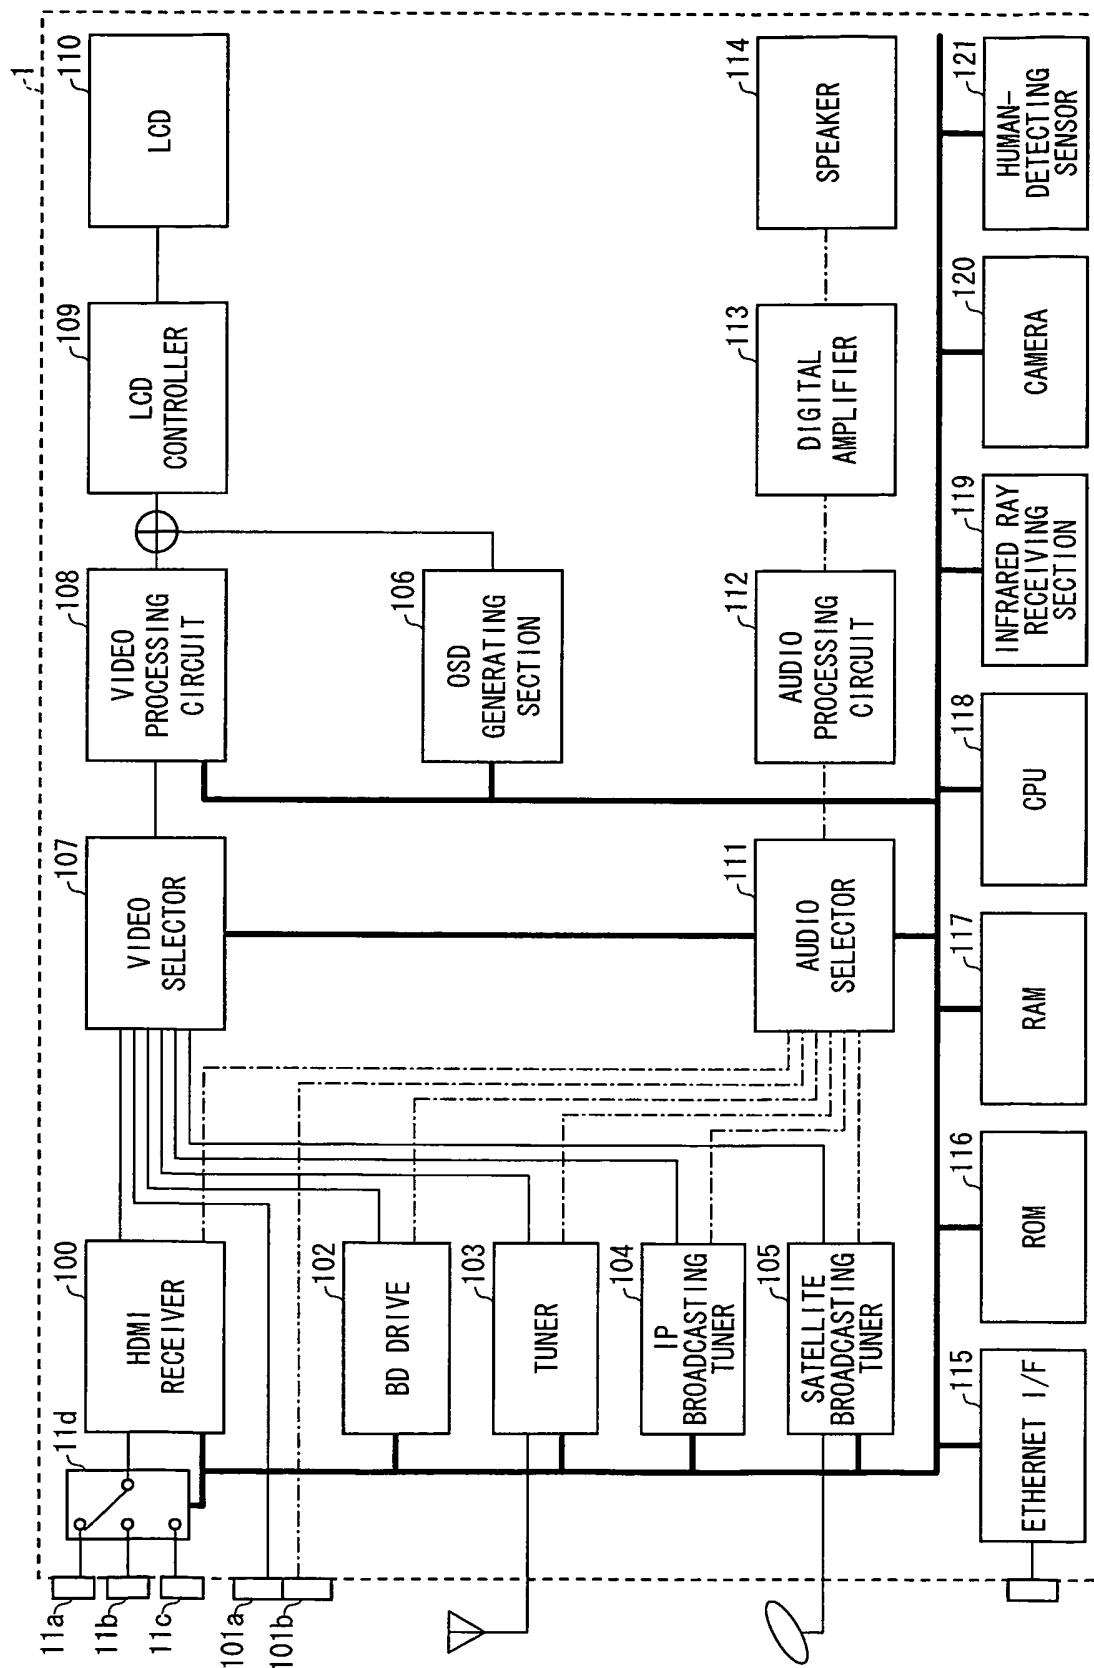 1
11a
11b
11c
11d
101a
101b
100
HDMI
RECEIVER
102
BD DRIVE
103
TUNER
104
IP
BROADCASTING
TUNER
105
SATELLITE
BROADCASTING
TUNER
107
VIDEO
SELECTOR
111
AUDIO
SELECTOR
108
VIDEO
PROCESSING
CIRCUIT
106
OSD
GENERATING
SECTION
112
AUDIO
PROCESSING
CIRCUIT
109
LCD
CONTROLLER
113
DIGITAL
AMPLIFIER
110
LCD
114
SPEAKER
115
ETHERNET I/F
116
ROM
117
RAM
118
CPU
119
INFRARED RAY
RECEIVING
SECTION
120
CAMERA
121
HUMAN-
DETECTING
SENSOR